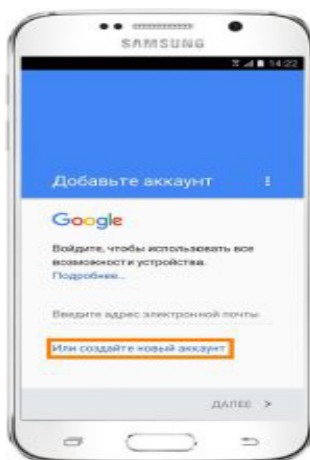 SAMSUNG
14:22
Добавьте аккаунт
Google
Войдите, чтобы использовать все
возможности устройства.
Подробнее...
Введите адрес электронной почты
Или создайте новый аккаунт
ДАЛЕЕ >